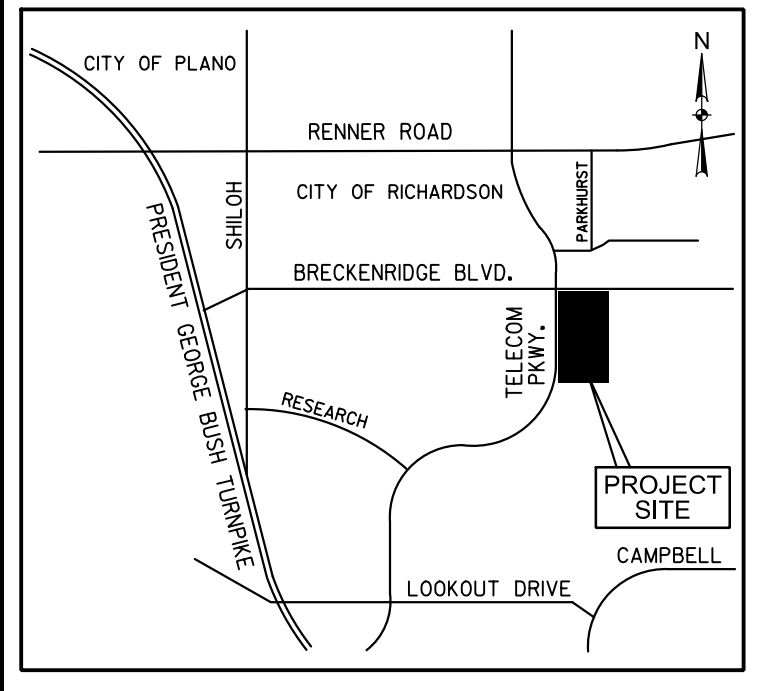 CITY OF PLANO
N
RENNER ROAD
SHILOH
CITY OF RICHARDSON
PARKHURST
PRESIDENT GEORGE BUSH TURNPIKE
BRECKENRIDGE BLVD.
TELECOM
PKWY.
RESEARCH
PROJECT
SITE
CAMPBELL
LOOKOUT DRIVE